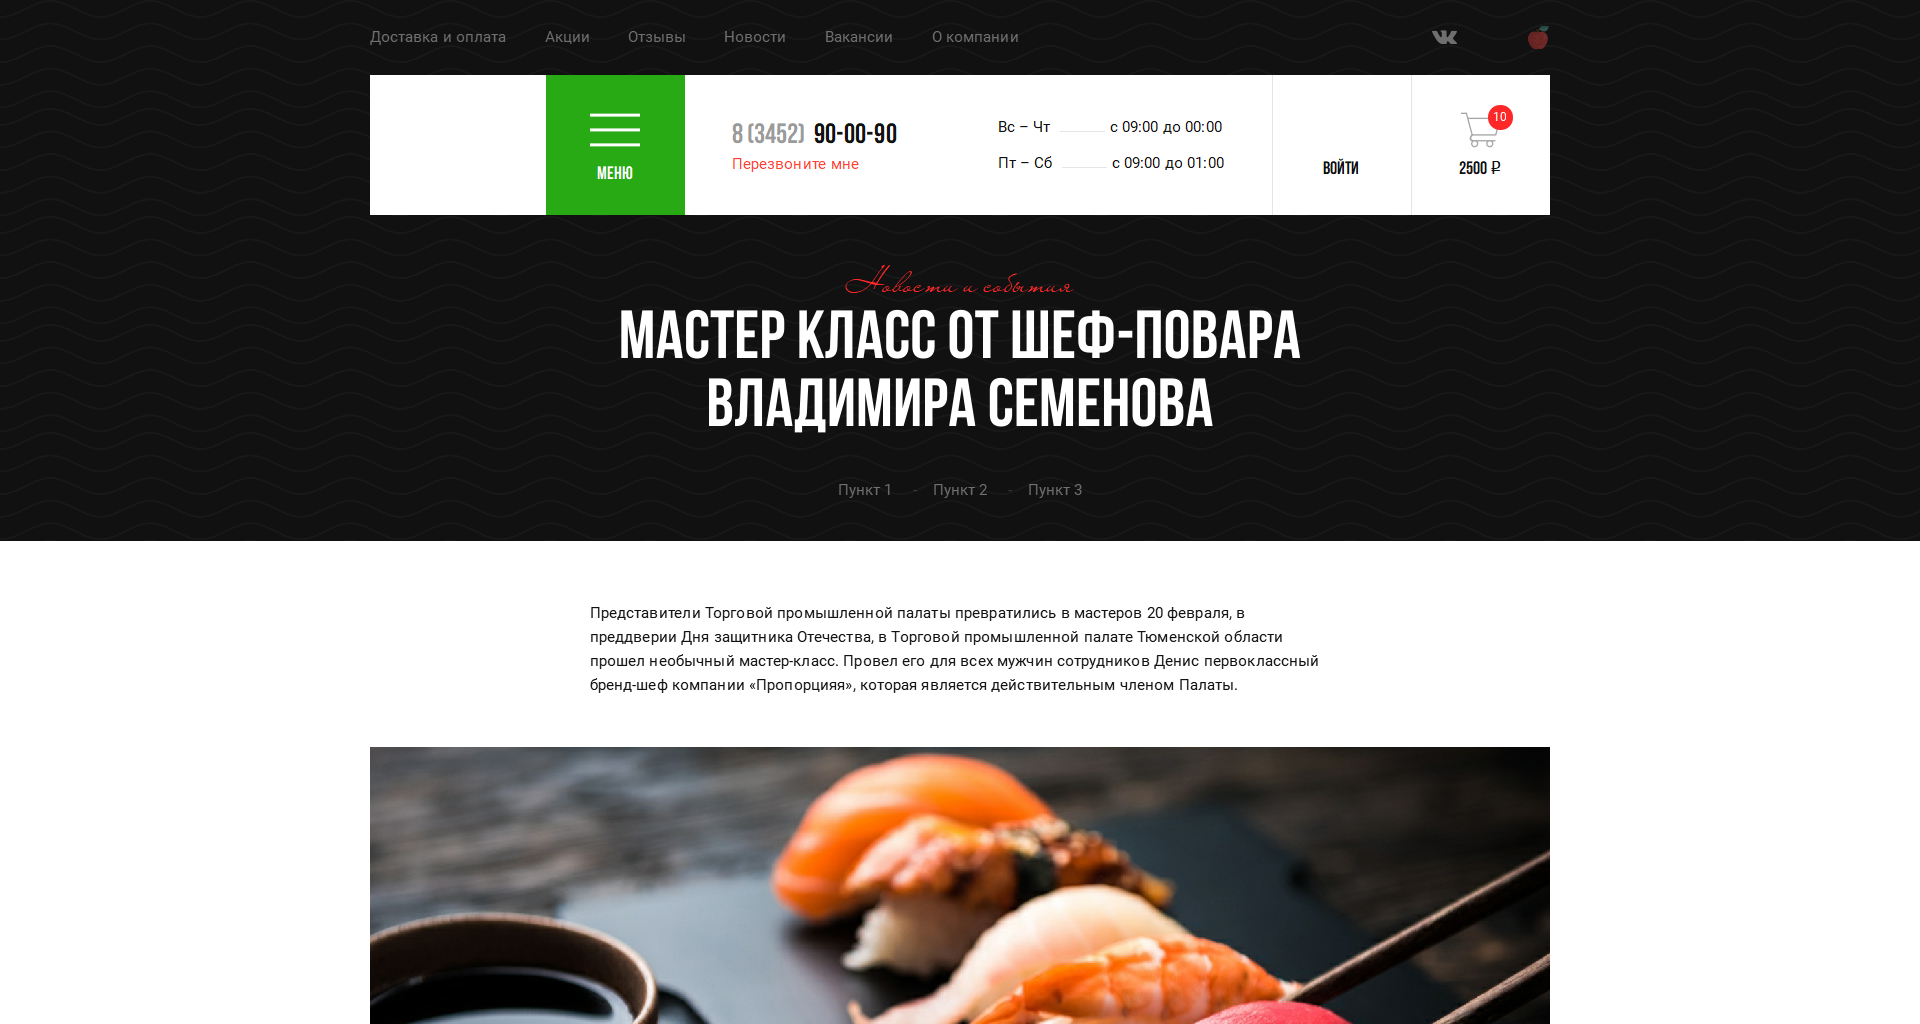 Доставка и оплата Акции Отзывы Новости Вакансии О компании
МЕНЮ
8 (3452) 90-00-90
Перезвоните мне
Вс – Чт с 09:00 до 00:00
Пт – Сб с 09:00 до 01:00
ВОЙТИ
10
2500 ₽
Новости и события
МАСТЕР КЛАСС ОТ ШЕФ-ПОВАРА
ВЛАДИМИРА СЕМЕНОВА
Пункт 1 - Пункт 2 - Пункт 3
Представители Торговой промышленной палаты превратились в мастеров 20 февраля, в
преддверии Дня защитника Отечества, в Торговой промышленной палате Тюменской области
прошел необычный мастер-класс. Провел его для всех мужчин сотрудников Денис первоклассный
бренд-шеф компании «Пропорцияя», которая является действительным членом Палаты.